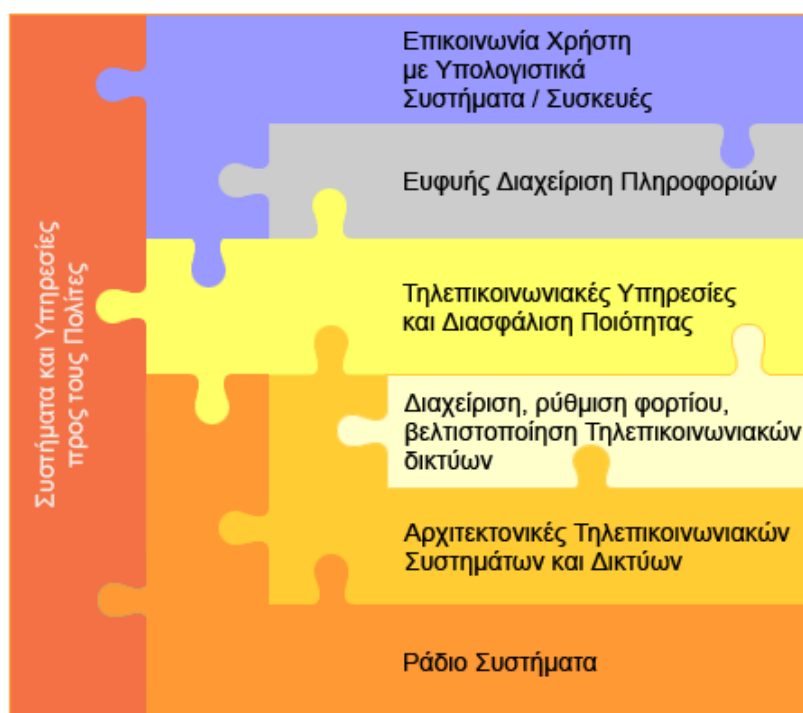 Συστήματα και Υπηρεσίες
προς τους Πολίτες
Επικοινωνία Χρήστη
με Υπολογιστικά
Συστήματα / Συσκευές
Ευφυής Διαχείριση Πληροφοριών
Τηλεπικοινωνιακές Υπηρεσίες
και Διασφάλιση Ποιότητας
Διαχείριση, ρύθμιση φορτίου,
βελτιστοποίηση Τηλεπικοινωνιακών
δικτύων
Αρχιτεκτονικές Τηλεπικοινωνιακών
Συστημάτων και Δικτύων
Ράδιο Συστήματα